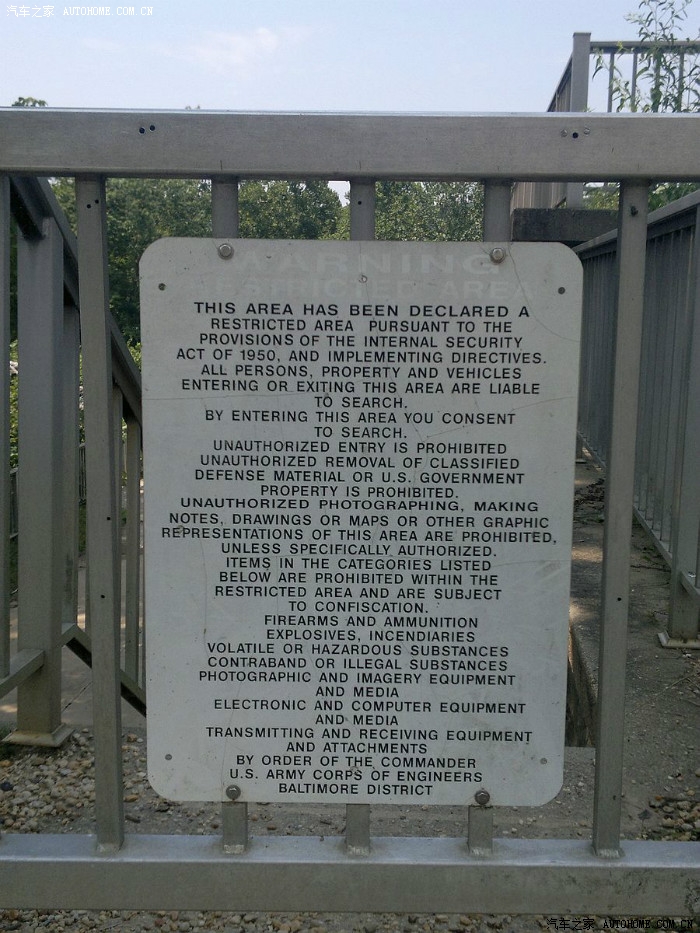 汽车之家 AUTOHOME.COM.CN
WARNING
RESTRICTED AREA
THIS AREA HAS BEEN DECLARED A
RESTRICTED AREA PURSUANT TO THE
PROVISIONS OF THE INTERNAL SECURITY
ACT OF 1950, AND IMPLEMENTING DIRECTIVES.
ALL PERSONS, PROPERTY AND VEHICLES
ENTERING OR EXITING THIS AREA ARE LIABLE
TO SEARCH.
BY ENTERING THIS AREA YOU CONSENT
TO SEARCH.
UNAUTHORIZED ENTRY IS PROHIBITED
UNAUTHORIZED REMOVAL OF CLASSIFIED
DEFENSE MATERIAL OR U.S. GOVERNMENT
PROPERTY IS PROHIBITED.
UNAUTHORIZED PHOTOGRAPHING, MAKING
NOTES, DRAWINGS OR MAPS OR OTHER GRAPHIC
REPRESENTATIONS OF THIS AREA ARE PROHIBITED,
UNLESS SPECIFICALLY AUTHORIZED.
ITEMS IN THE CATEGORIES LISTED
BELOW ARE PROHIBITED WITHIN THE
RESTRICTED AREA AND ARE SUBJECT
TO CONFISCATION.
FIREARMS AND AMMUNITION
EXPLOSIVES, INCENDIARIES
VOLATILE OR HAZARDOUS SUBSTANCES
CONTRABAND OR ILLEGAL SUBSTANCES
PHOTOGRAPHIC AND IMAGERY EQUIPMENT
AND MEDIA
ELECTRONIC AND COMPUTER EQUIPMENT
AND MEDIA
TRANSMITTING AND RECEIVING EQUIPMENT
AND ATTACHMENTS
BY ORDER OF THE COMMANDER
U.S. ARMY CORPS OF ENGINEERS
BALTIMORE DISTRICT
汽车之家 AUTOHOME.COM.CN